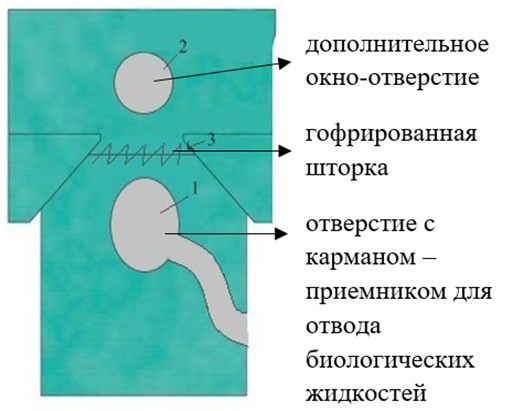 2
дополнительное
окно-отверстие
3
гофрированная
шторка
1
отверстие с
карманом –
приемником для
отвода
биологических
жидкостей